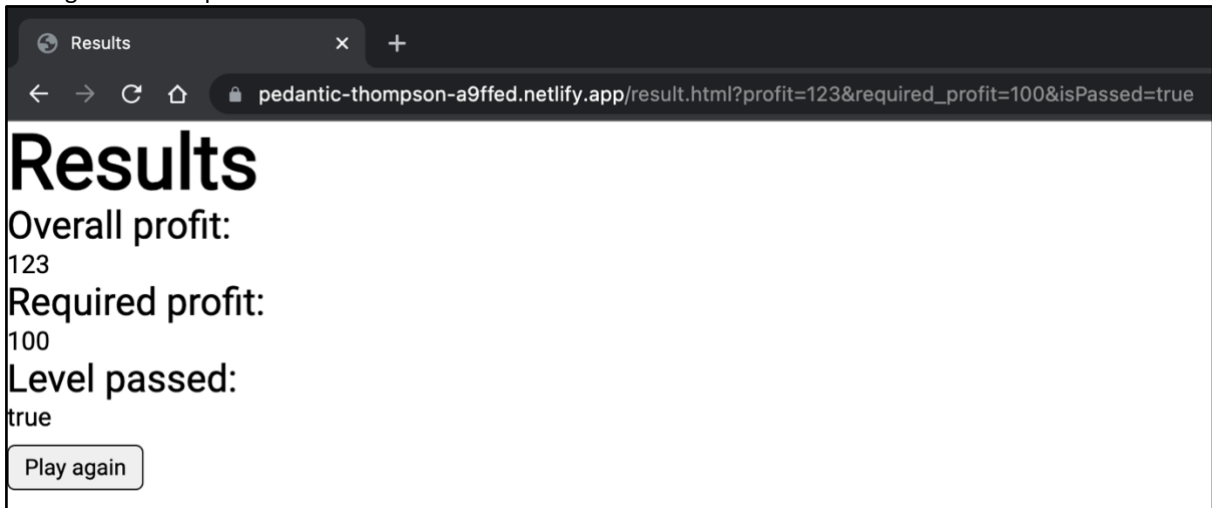 Results
pedantic-thompson-a9ffed.netlify.app/result.html?profit=123&required_profit=100&isPassed=true
Results
Overall profit:
123
Required profit:
100
Level passed:
true
Play again